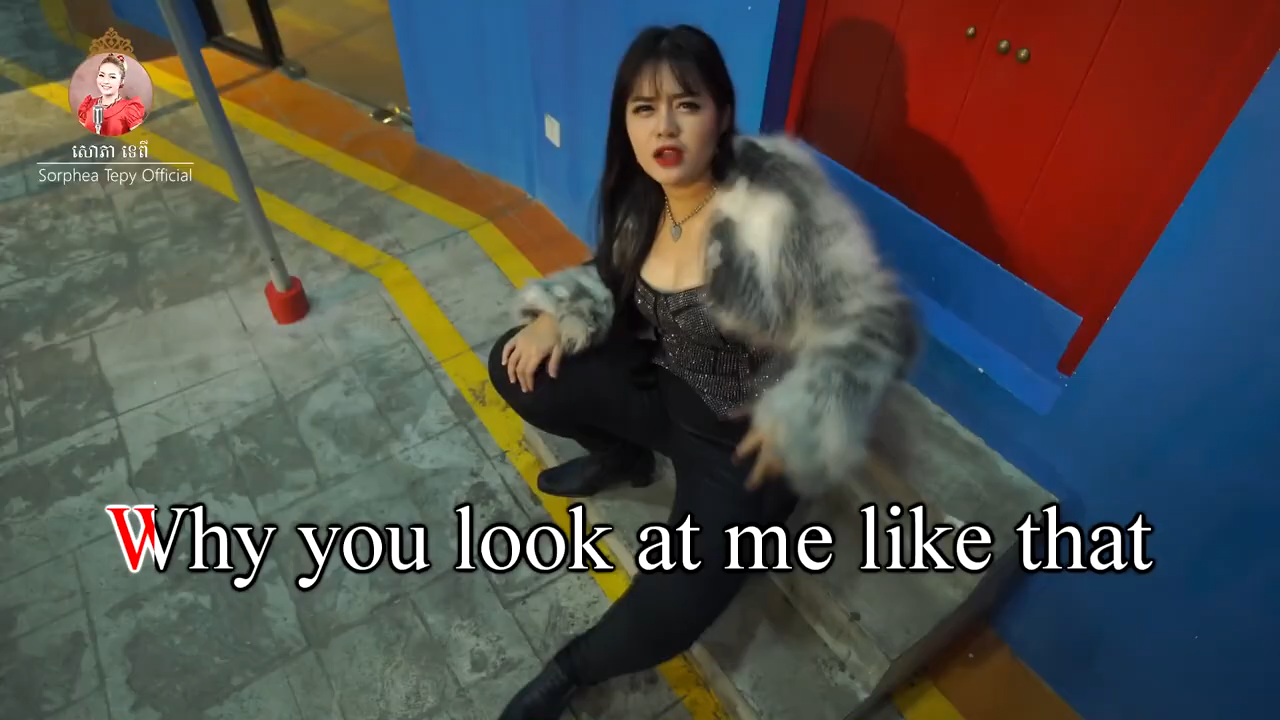 សោភា ទេពី
Sorphea Tepy Official
Why you look at me like that